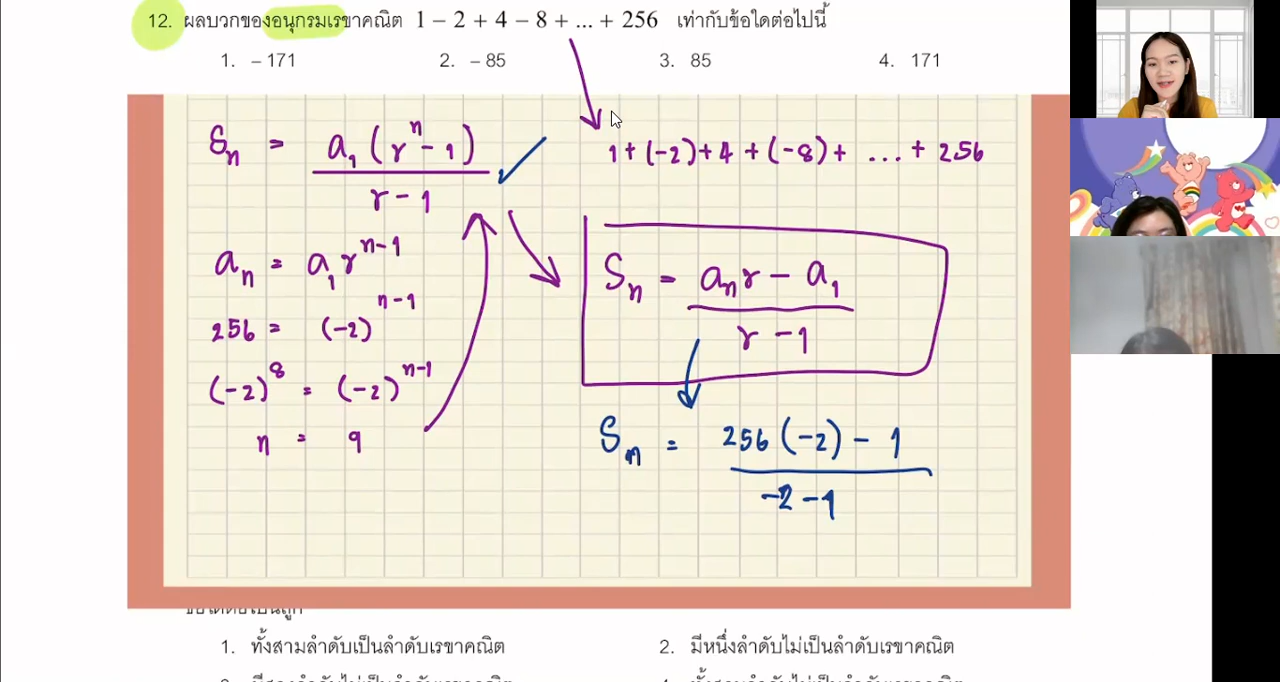 12. ผลบวกของอนุกรมเรขาคณิต 1 − 2 + 4 − 8 + ... + 256 เท่ากับข้อใดต่อไปนี้
1. − 171 2. − 85 3. 85 4. 171
Sn = a1 (r^n − 1) / r − 1
an = a1 r^n−1
256 = (−2)^n−1
(−2)^8 = (−2)^n−1
n = 9
1 + (−2) + 4 + (−8) + ... + 256
Sn = an r − a1 / r − 1
Sn = 256 (−2) − 1 / −2 − 1
1. ทั้งสามลำดับเป็นลำดับเรขาคณิต 2. มีหนึ่งลำดับไม่เป็นลำดับเรขาคณิต